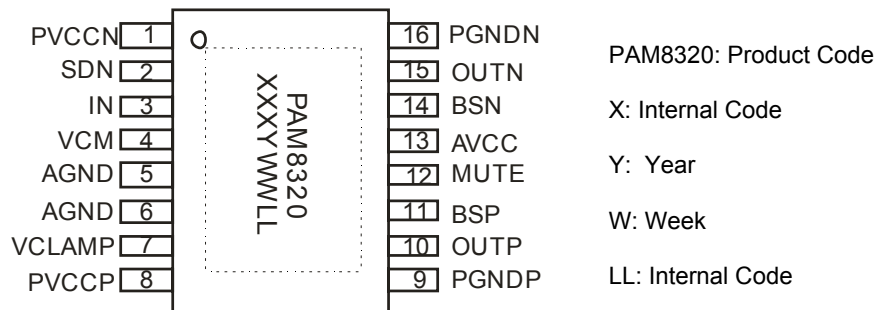 PVCCN 1
SDN 2
IN 3
VCM 4
AGND 5
AGND 6
VCLAMP 7
PVCCP 8
PAM8320
XXXYWWLL
16 PGNDN
15 OUTN
14 BSN
13 AVCC
12 MUTE
11 BSP
10 OUTP
9 PGNDP
PAM8320: Product Code
X: Internal Code
Y: Year
W: Week
LL: Internal Code